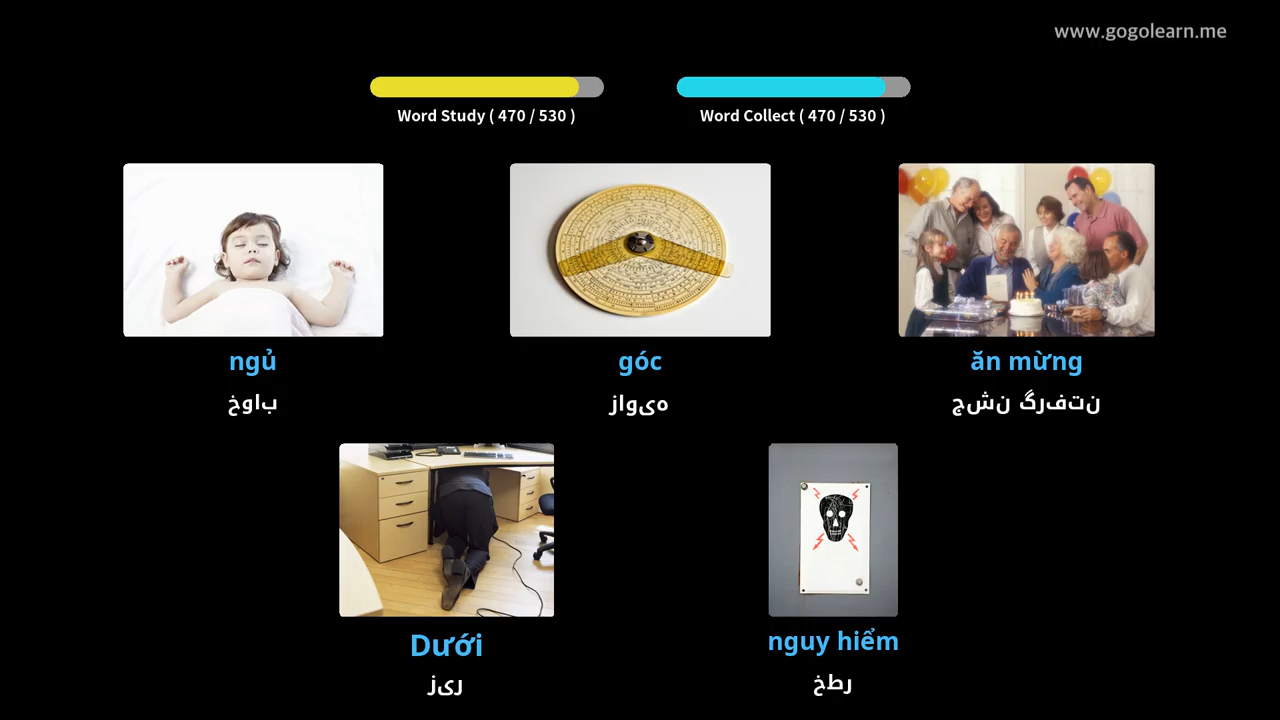 www.gogolearn.me
Word Study ( 470 / 530 )
Word Collect ( 470 / 530 )
ngủ
باوخ
góc
هیواز
ăn mừng
نتفرگ نشج
Dưới
ریز
nguy hiểm
رطخ